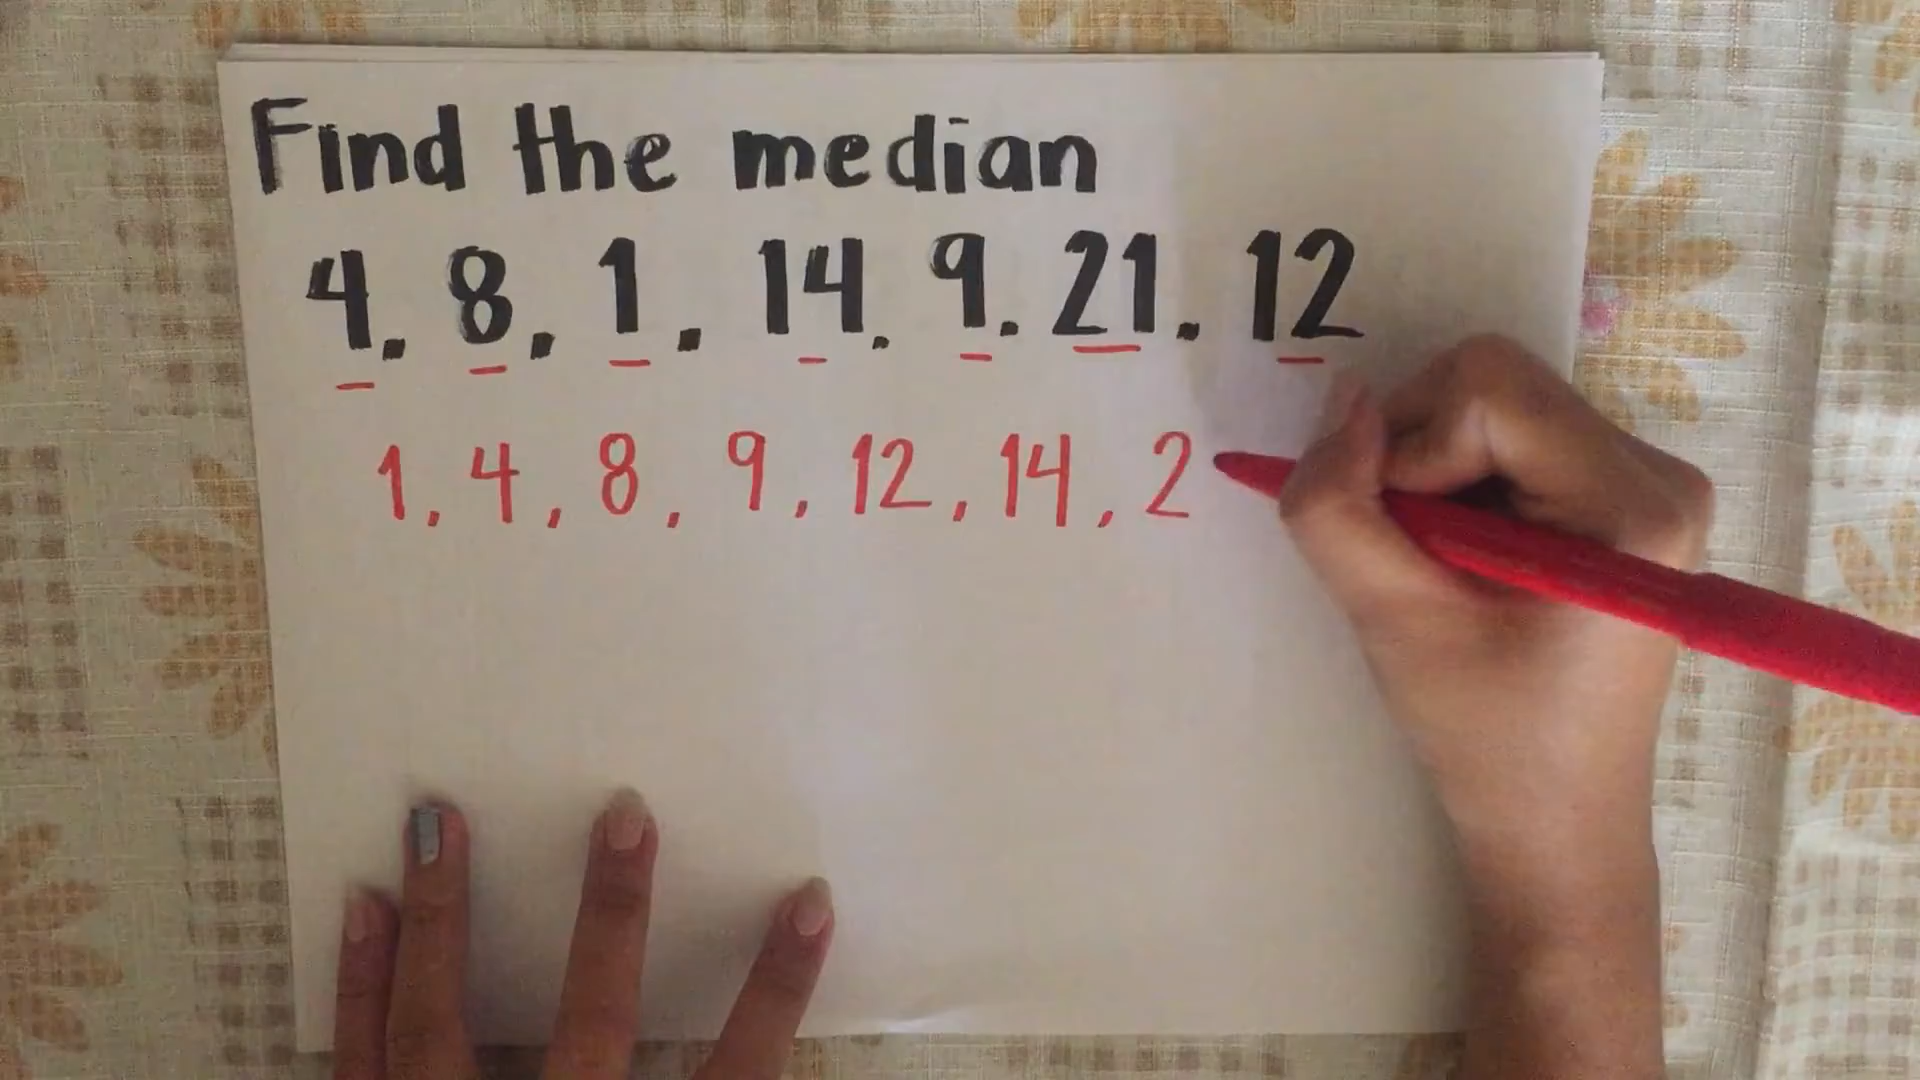 Find the median
4, 8, 1, 14, 9, 21, 12
1, 4, 8, 9, 12, 14, 2